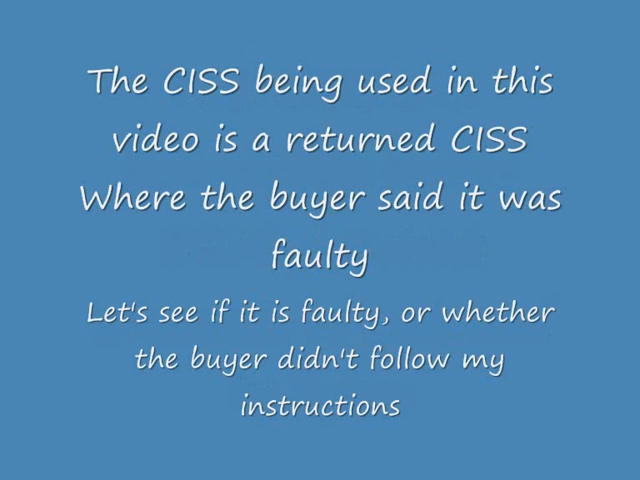 The CISS being used in this
video is a returned CISS
Where the buyer said it was
faulty
Let's see if it is faulty, or whether
the buyer didn't follow my
instructions